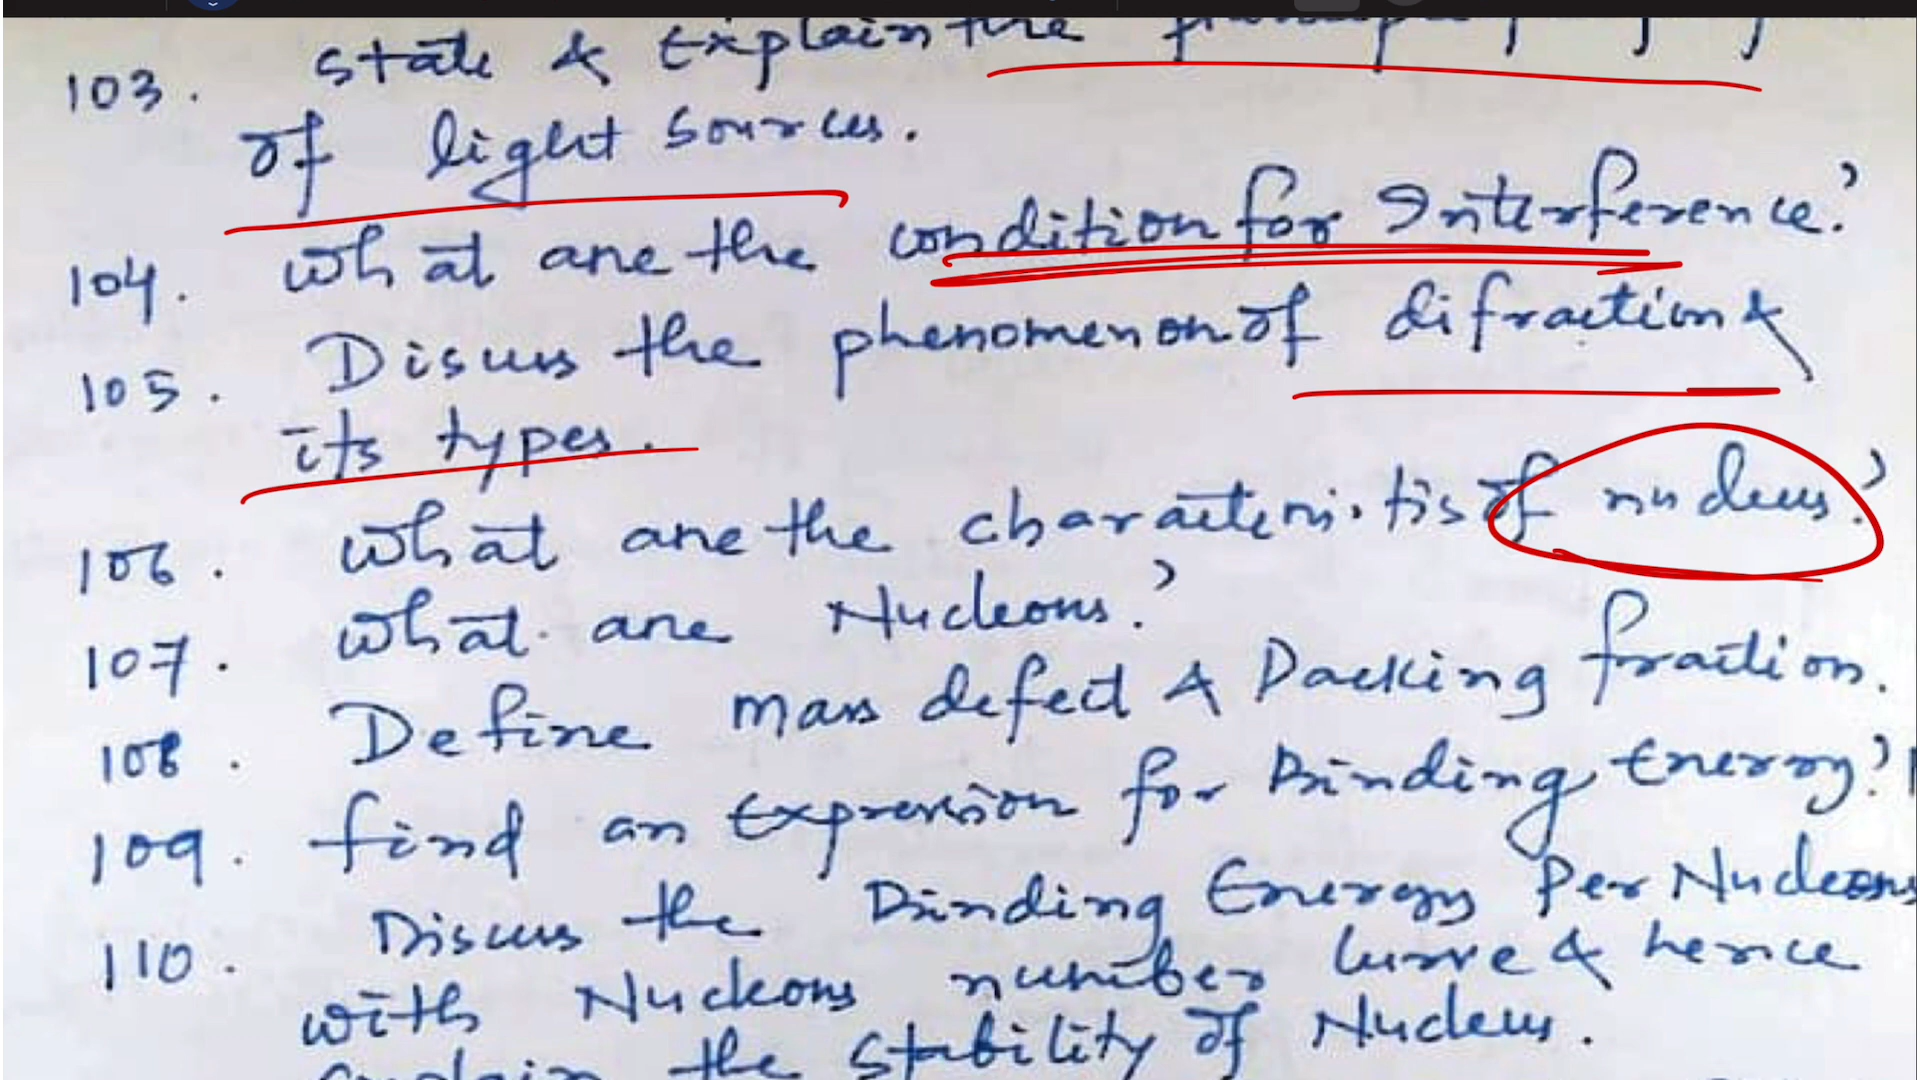 103. State & Explain the
of light Sources.
104. What are the condition for Interference?
105. Discuss the phenomenon of difraction &
its types.
106. What are the characteristis of nucleus?
107. What are Nucleons?
108. Define mass defect & Packing fraction.
109. find an Expression for Binding Energy?
110. Discuss the Binding Energy Per Nucleons
with Nucleons number curve & hence
explain the Stability of Nucleus.